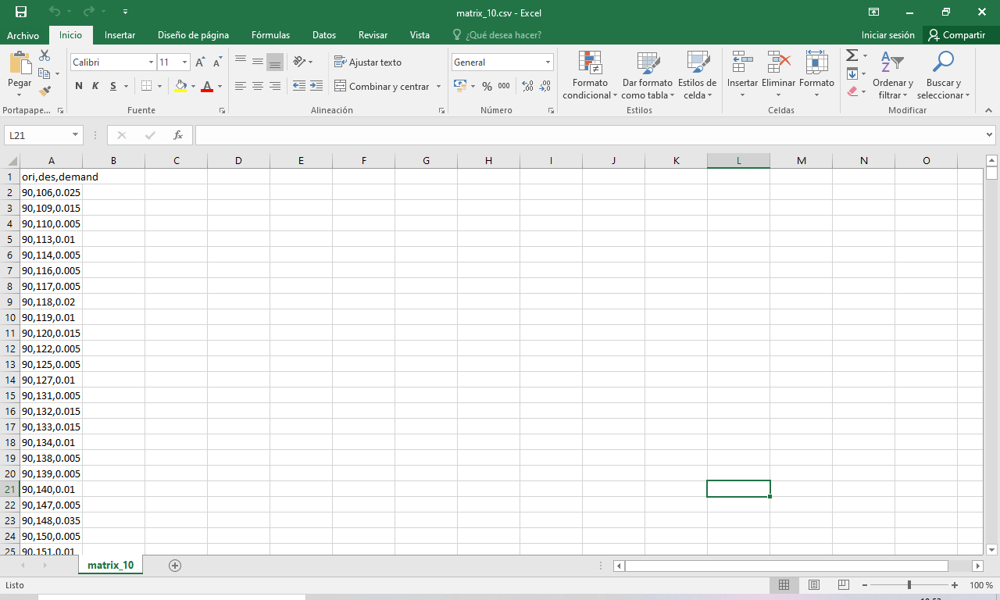 matrix_10.csv - Excel
Archivo Inicio Insertar Diseño de página Fórmulas Datos Revisar Vista ¿Qué desea hacer? Iniciar sesión Compartir
Pegar
Portapape...
Calibri 11
N K S
Fuente
Ajustar texto
Combinar y centrar
Alineación
General
% 000
Número
Formato condicional
Dar formato como tabla
Estilos de celda
Estilos
Insertar Eliminar Formato
Celdas
Ordenar y filtrar
Buscar y seleccionar
Modificar
L21 fx
A B C D E F G H I J K L M N O
1 ori,des,demand
2 90,106,0.025
3 90,109,0.015
4 90,110,0.005
5 90,113,0.01
6 90,114,0.005
7 90,116,0.005
8 90,117,0.005
9 90,118,0.02
10 90,119,0.01
11 90,120,0.015
12 90,122,0.005
13 90,125,0.005
14 90,127,0.01
15 90,131,0.005
16 90,132,0.015
17 90,133,0.015
18 90,134,0.01
19 90,138,0.005
20 90,139,0.005
21 90,140,0.01
22 90,147,0.005
23 90,148,0.035
24 90,150,0.005
25 90,151,0.01
matrix_10
Listo 100 %